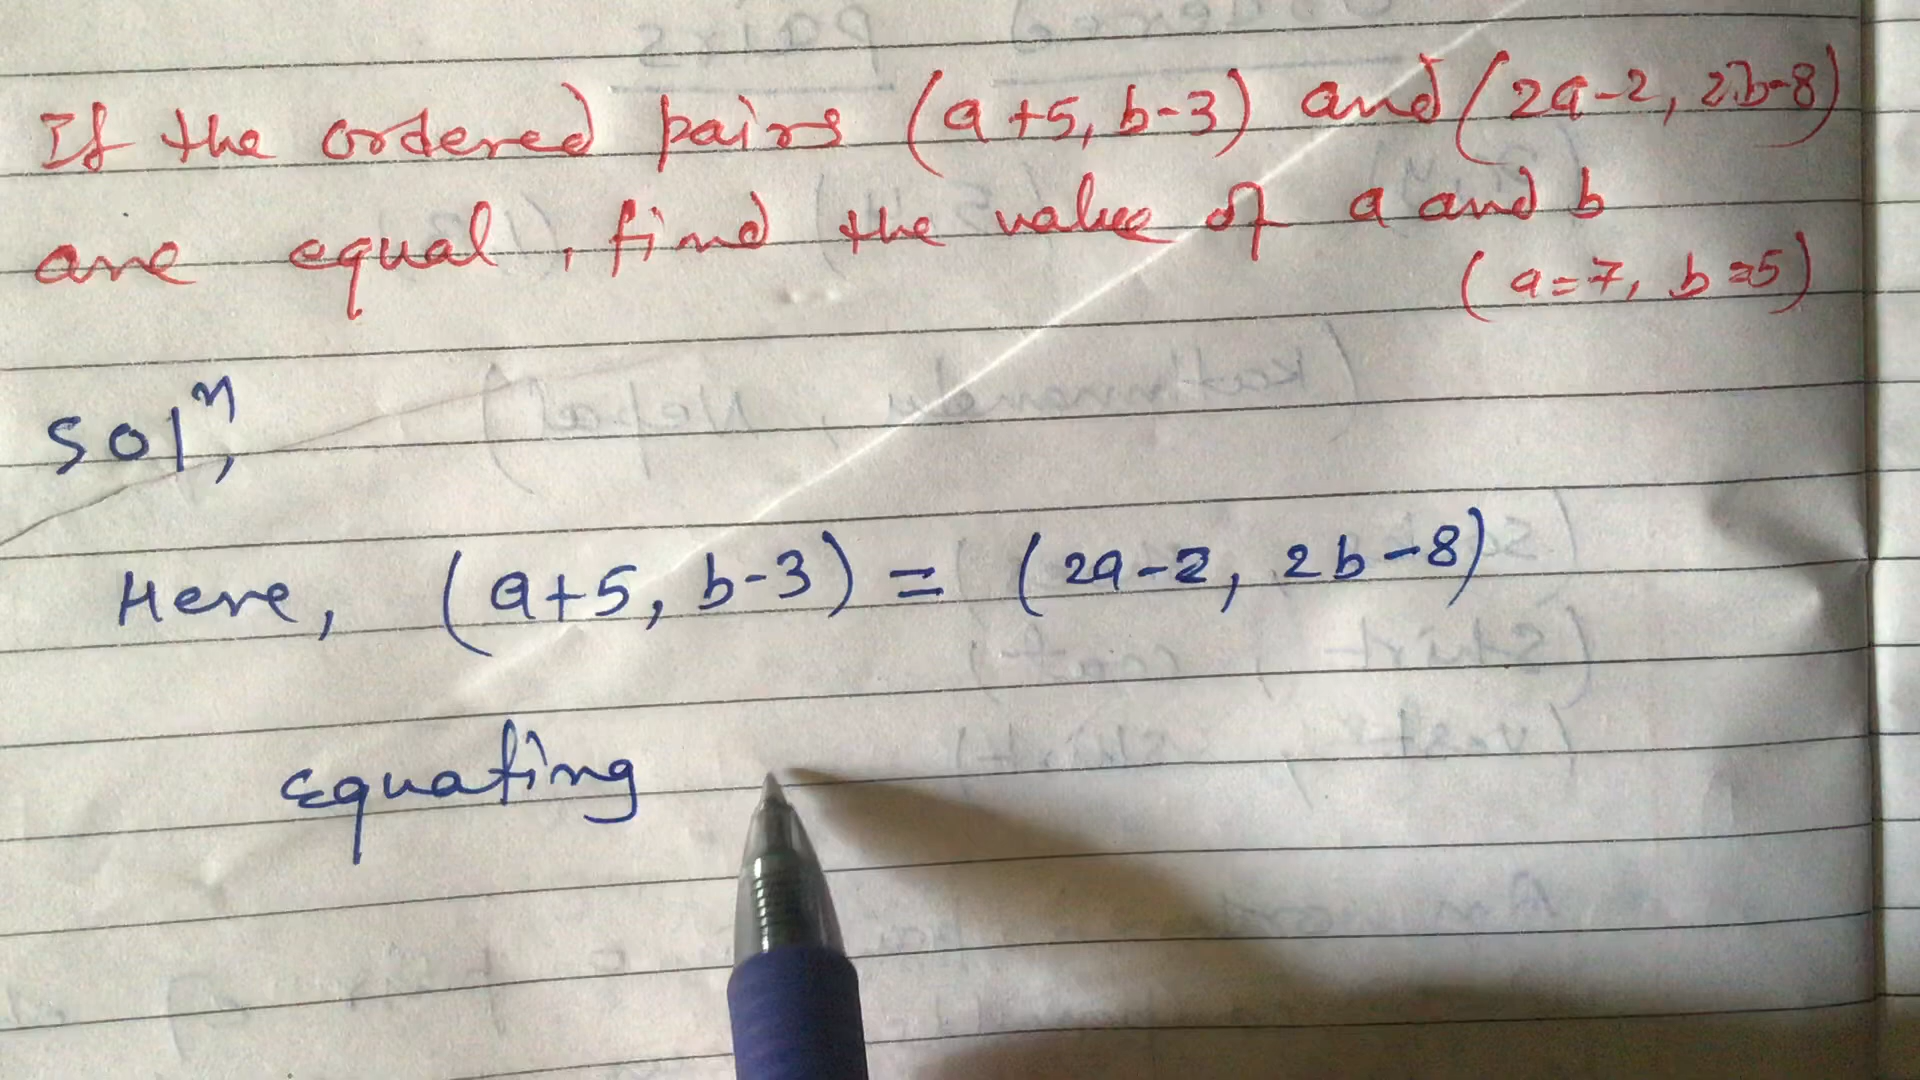 If the ordered pairs (a+5, b-3) and (2a-2, 2b-8)
are equal, find the value of a and b
(a=7, b=5)
Solⁿ,
Here, (a+5, b-3) = (2a-2, 2b-8)
Equating